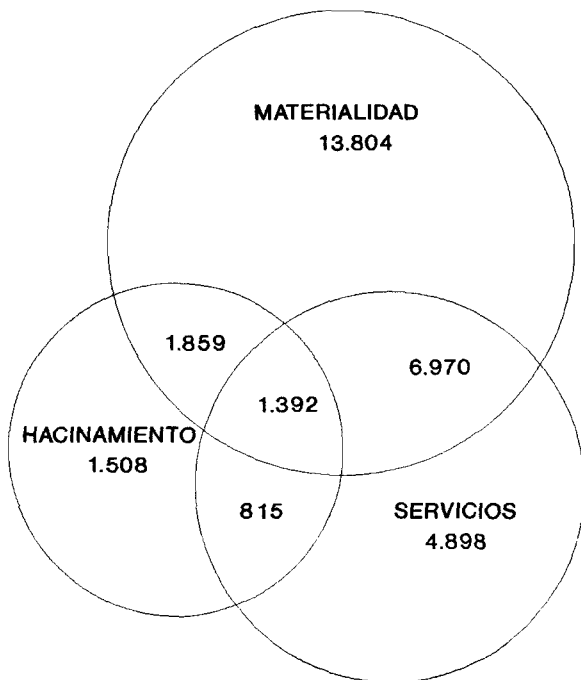 MATERIALIDAD
13.804
1.859
6.970
1.392
HACINAMIENTO
1.508
815
SERVICIOS
4.898